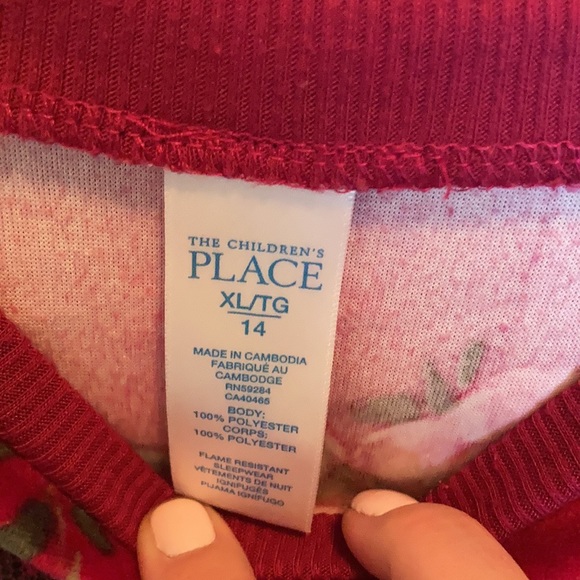 THE CHILDREN'S
PLACE
XL/TG
14
MADE IN CAMBODIA
FABRIQUÉ AU
CAMBODGE
RN59284
CA40465
BODY:
100% POLYESTER
CORPS:
100% POLYESTER
FLAME RESISTANT
SLEEPWEAR
VÊTEMENTS DE NUIT
IGNIFUGÉS
PIJAMA IGNIFUGO